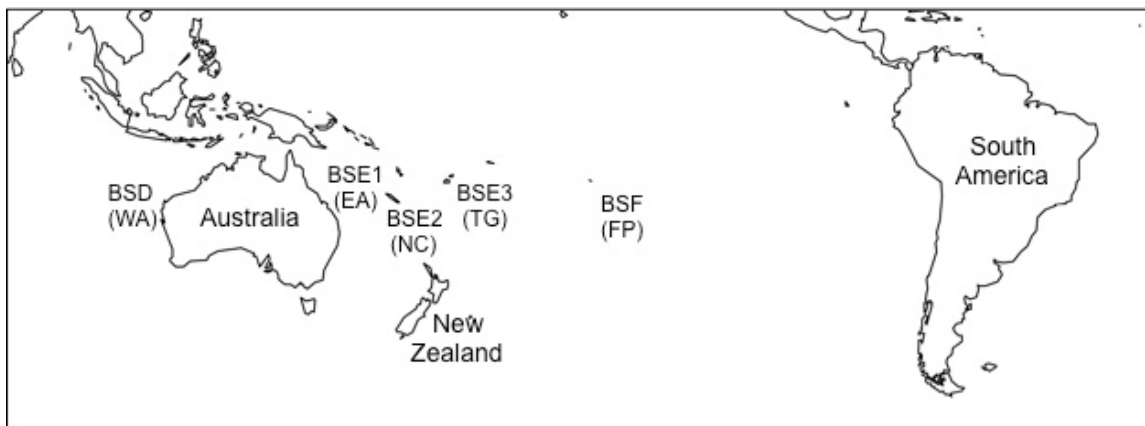 BSD
(WA)
Australia
BSE1
(EA)
BSE2
(NC)
BSE3
(TG)
BSF
(FP)
New
Zealand
South
America